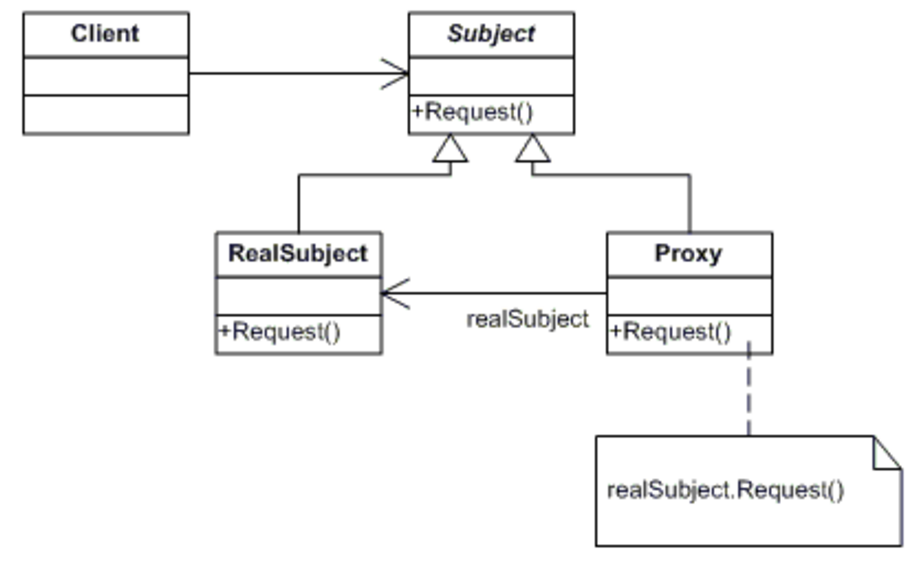 Client
Subject
+Request()
RealSubject
+Request()
realSubject
Proxy
+Request()
realSubject.Request()